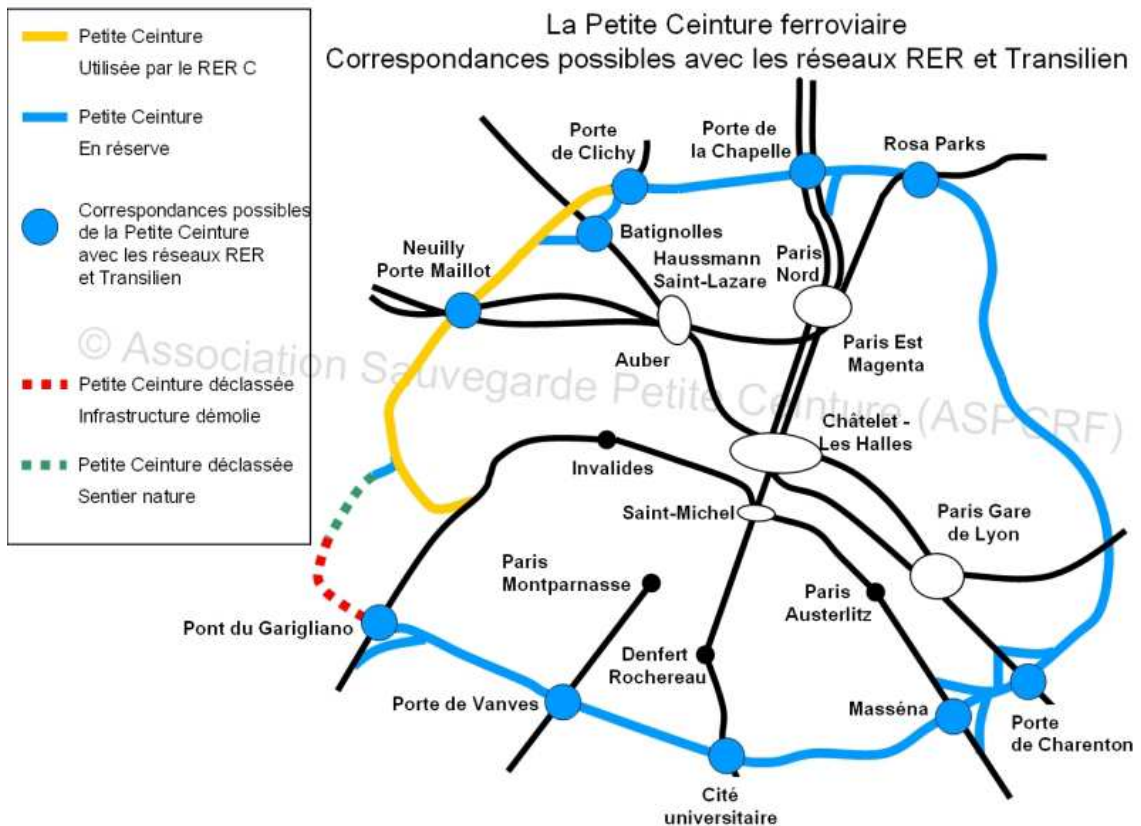 La Petite Ceinture ferroviaire
Correspondances possibles avec les réseaux RER et Transilien
Petite Ceinture
Utilisée par le RER C
Petite Ceinture
En réserve
Correspondances possibles
de la Petite Ceinture
avec les réseaux RER
et Transilien
Petite Ceinture déclassée
Infrastructure démolie
Petite Ceinture déclassée
Sentier nature
Porte
de Clichy
Porte de
la Chapelle
Rosa Parks
Batignolles
Neuilly
Porte Maillot
Haussmann
Saint-Lazare
Paris
Nord
Auber
Paris Est
Magenta
© Association Sauvegarde Petite Ceinture (ASPCRF)
Châtelet -
Les Halles
Invalides
Saint-Michel
Paris Gare
de Lyon
Paris
Montparnasse
Paris
Austerlitz
Pont du Garigliano
Denfert
Rochereau
Porte de Vanves
Masséna
Porte
de Charenton
Cité
universitaire